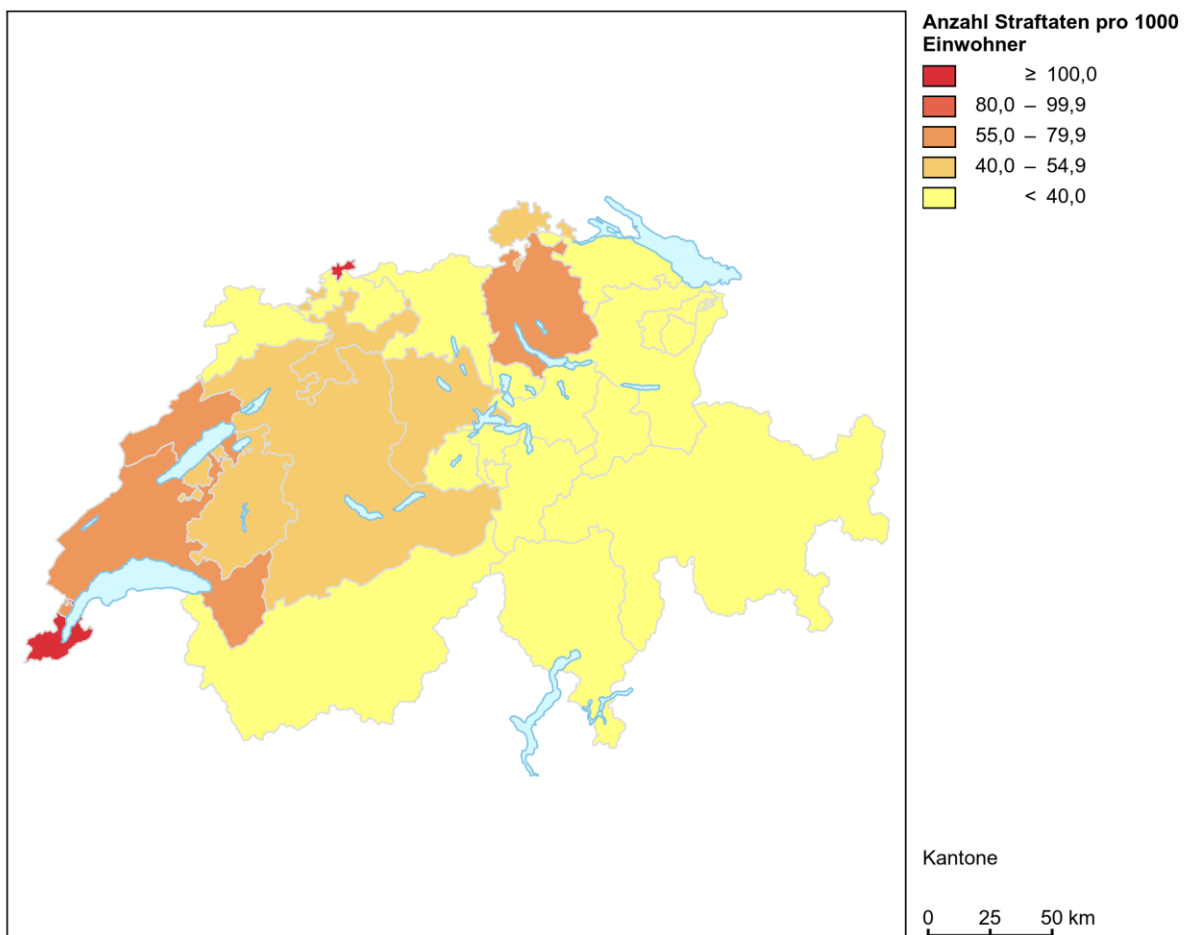 Anzahl Straftaten pro 1000
Einwohner
≥ 100,0
80,0 – 99,9
55,0 – 79,9
40,0 – 54,9
< 40,0
Kantone
0 25 50 km